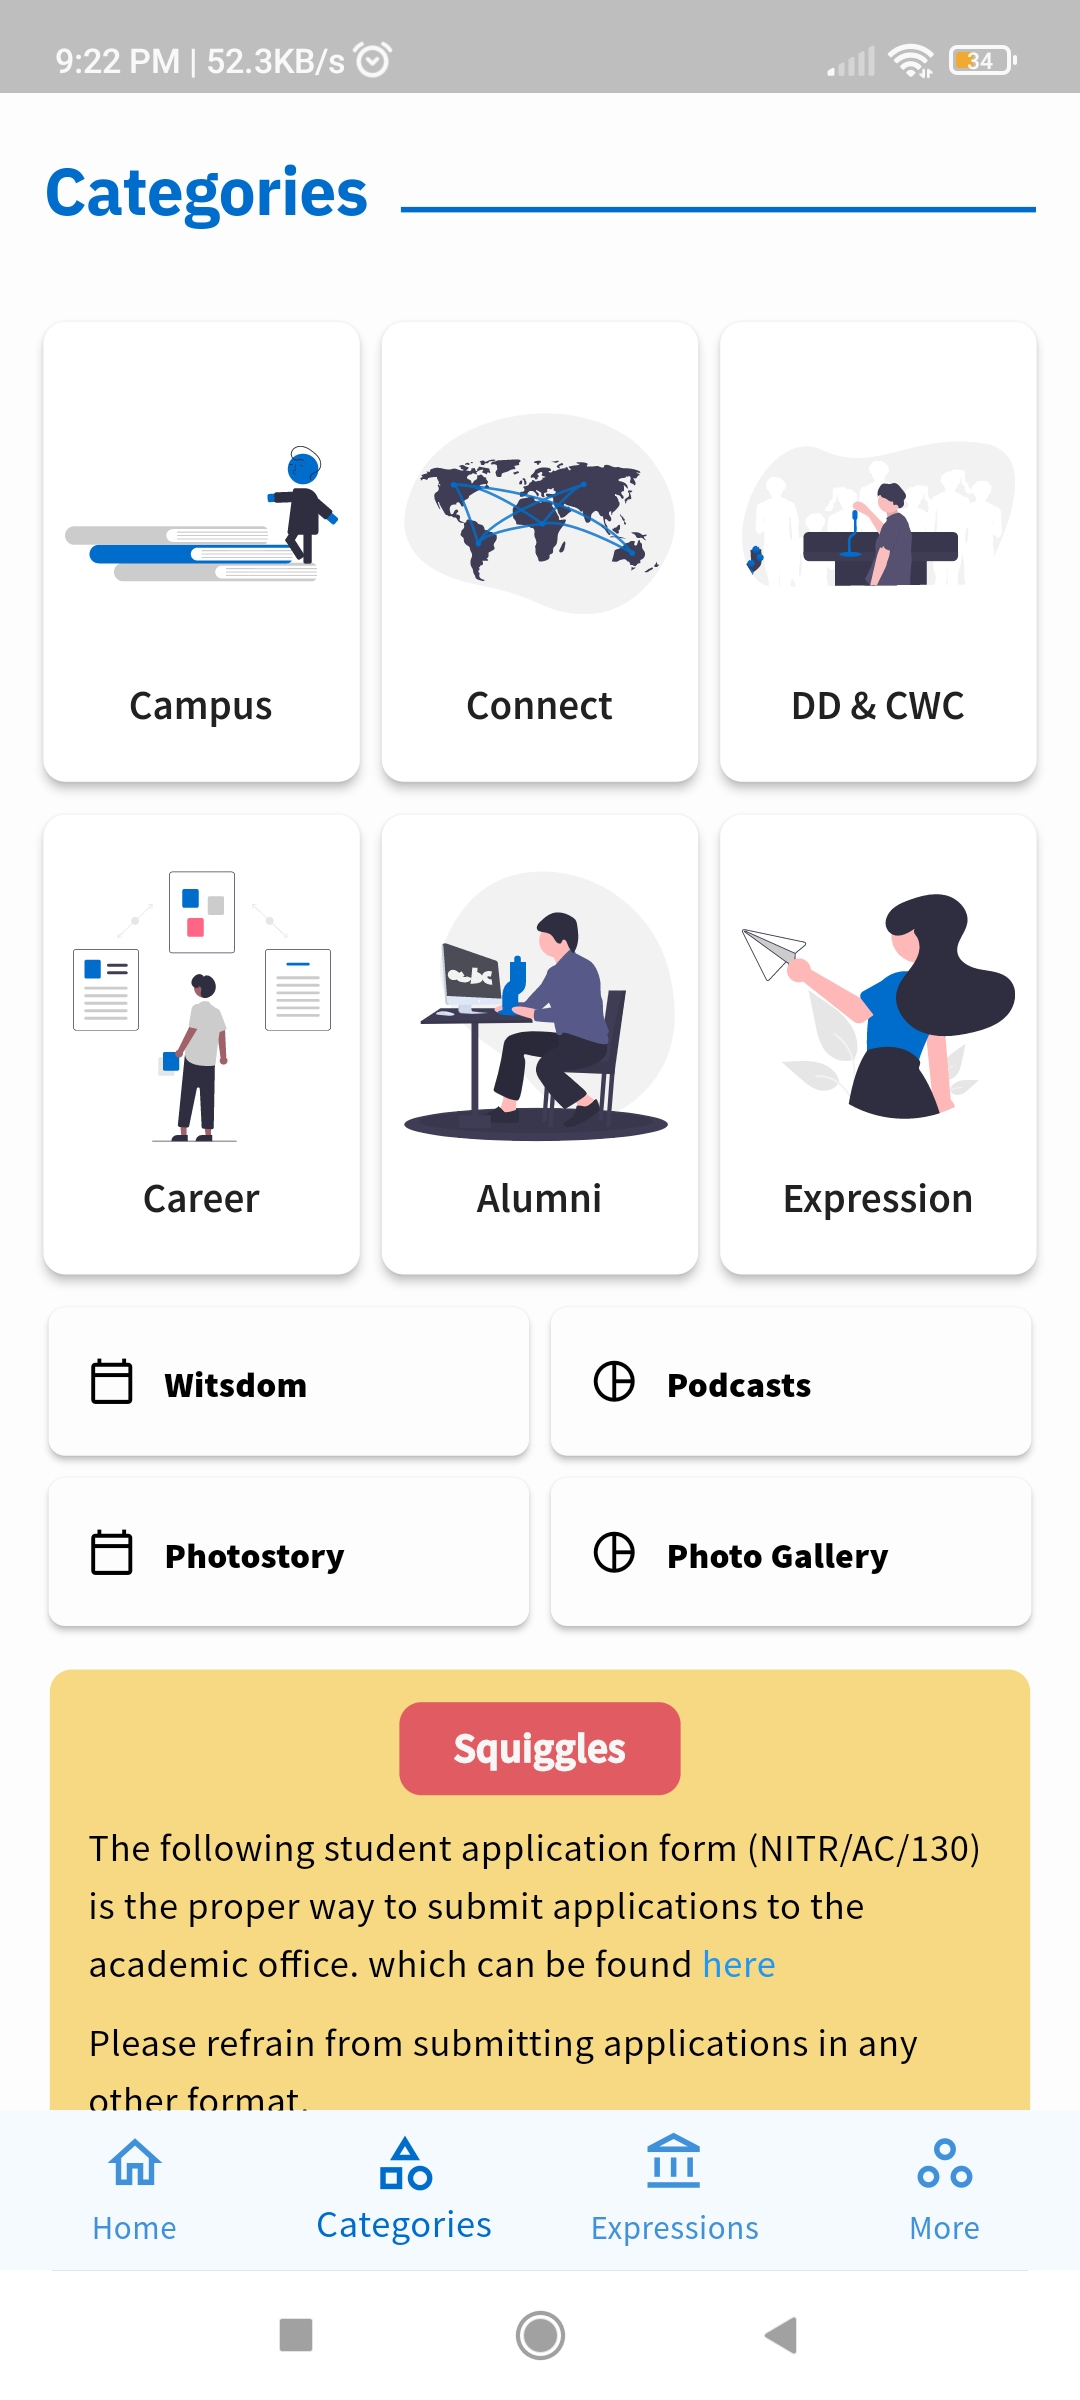 9:22 PM | 52.3KB/s
34
Categories
Campus
Connect
DD & CWC
Career
Alumni
Expression
Witsdom
Podcasts
Photostory
Photo Gallery
Squiggles
The following student application form (NITR/AC/130)
is the proper way to submit applications to the
academic office. which can be found here
Please refrain from submitting applications in any
other format.
Home
Categories
Expressions
More